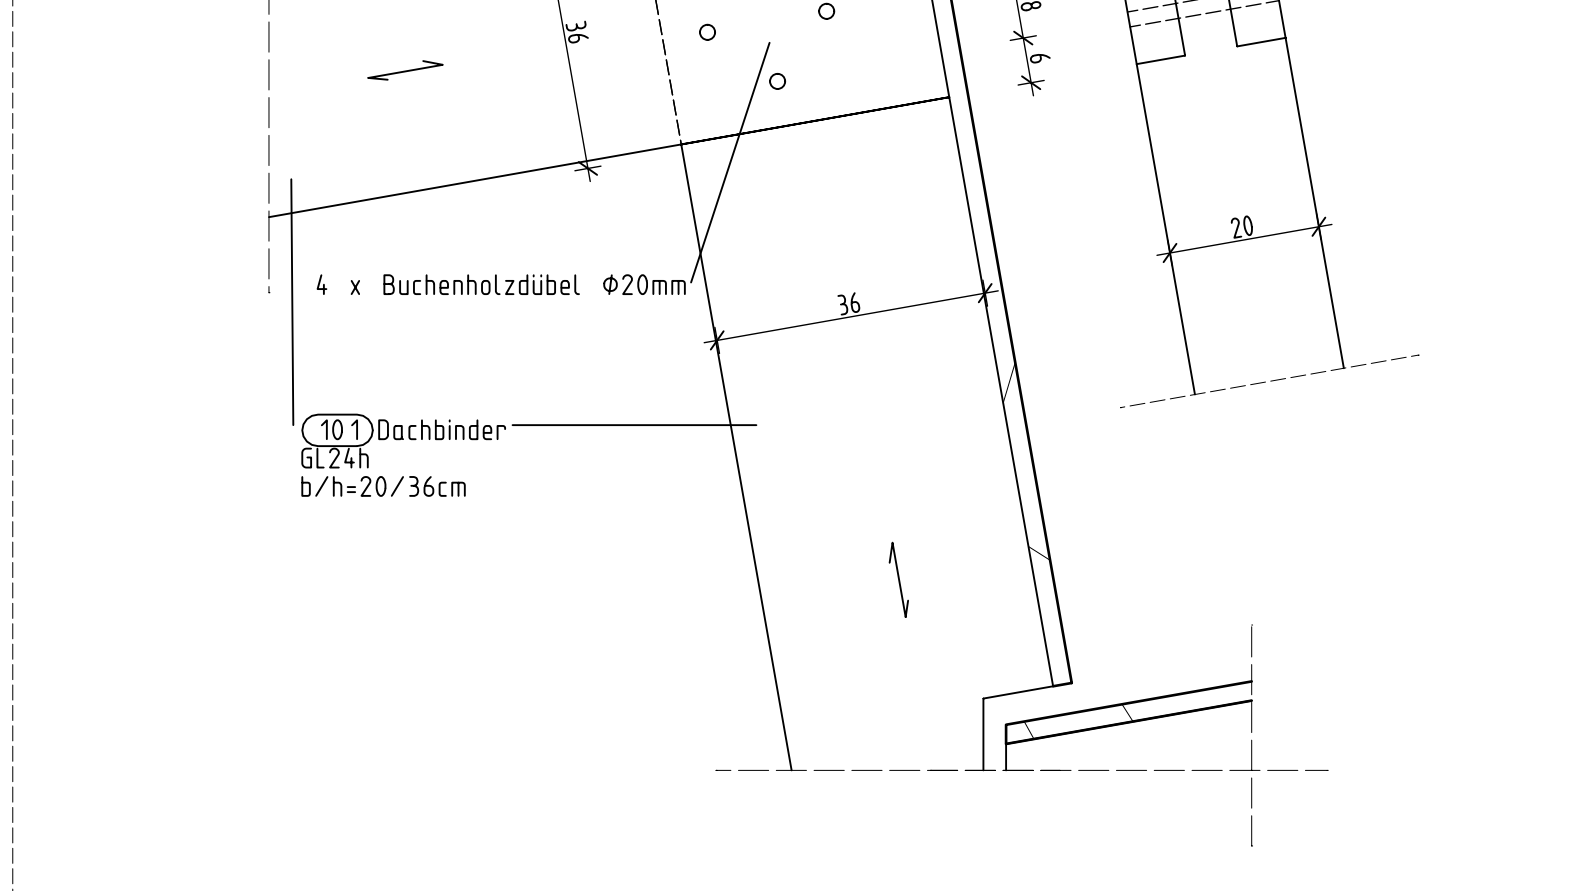 36
8
6
20
4 x Buchenholzdübel Φ20mm
36
101 Dachbinder
GL24h
b/h=20/36cm